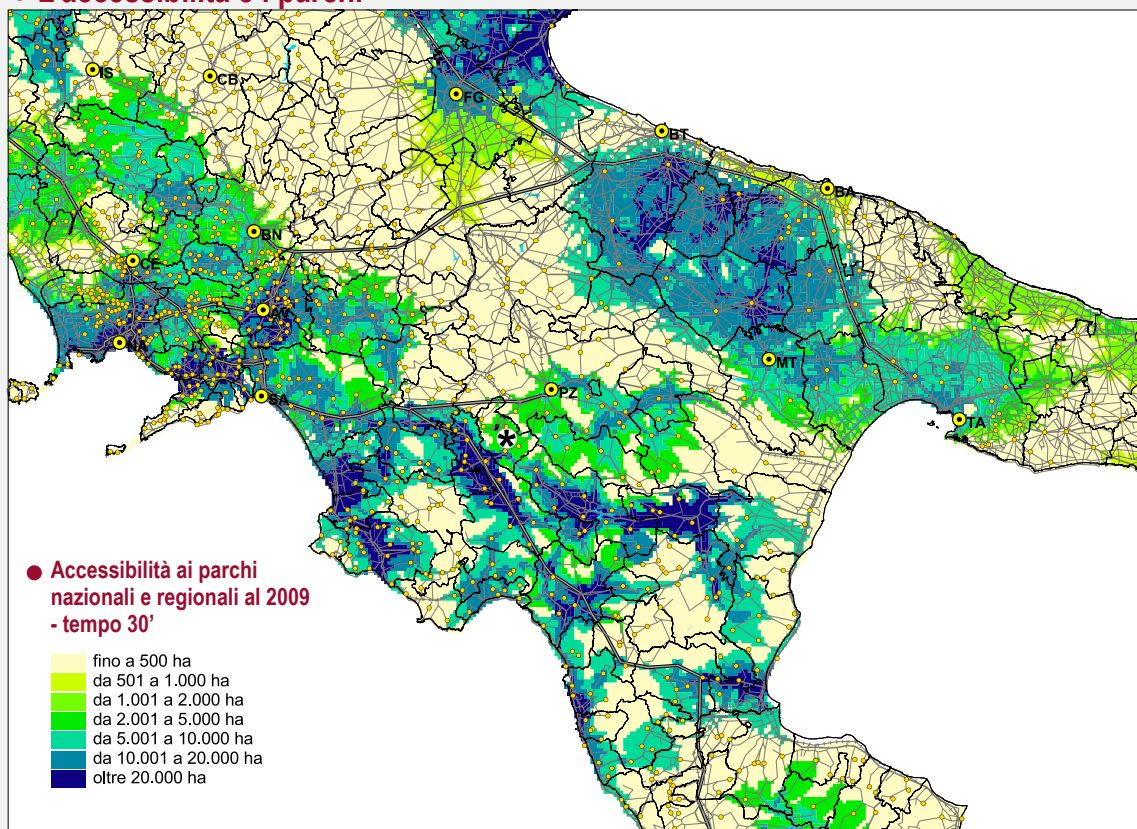 L'accessibilità e i parchi
IS
CB
FG
BT
BA
BN
CE
AV
NA
SA
PZ
MT
TA
*
Accessibilità ai parchi
nazionali e regionali al 2009
- tempo 30'
fino a 500 ha
da 501 a 1.000 ha
da 1.001 a 2.000 ha
da 2.001 a 5.000 ha
da 5.001 a 10.000 ha
da 10.001 a 20.000 ha
oltre 20.000 ha